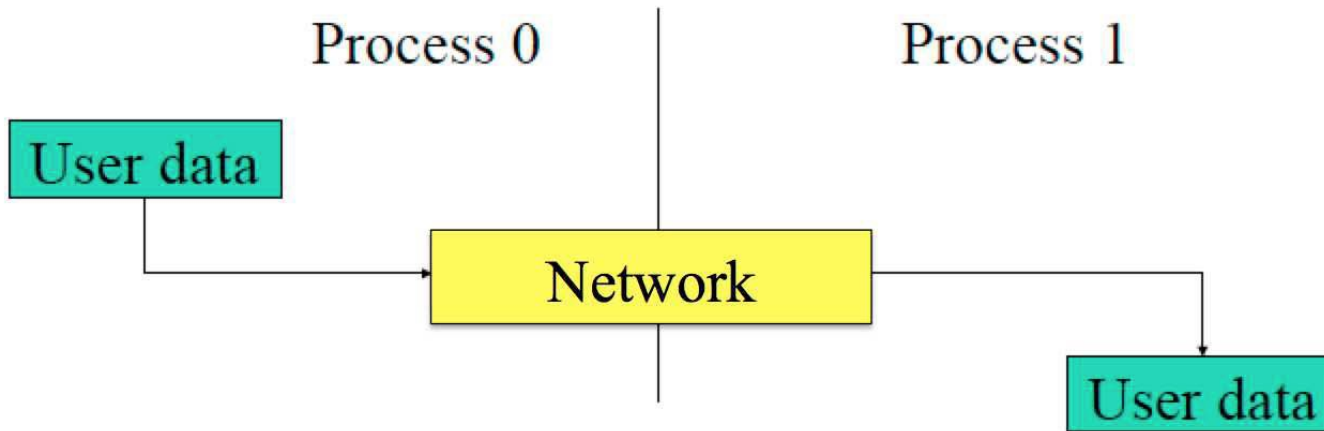 Process 0
Process 1
User data
Network
User data